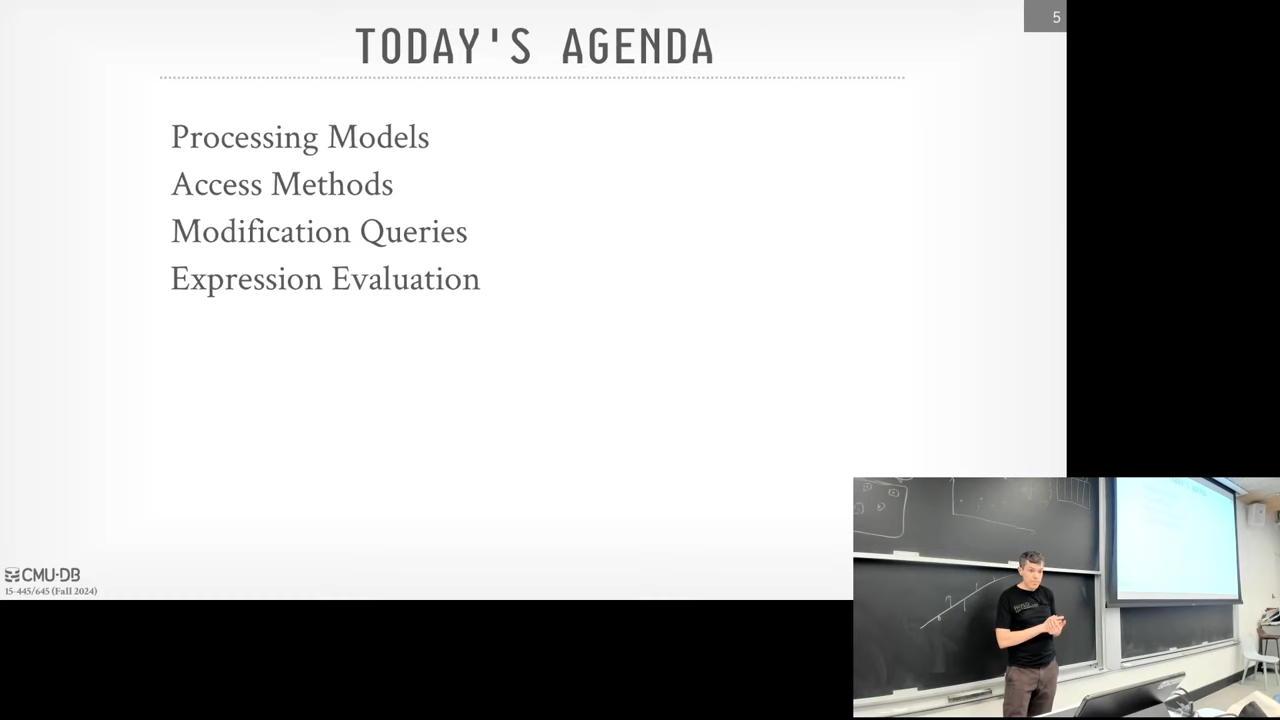 5
TODAY'S AGENDA
Processing Models
Access Methods
Modification Queries
Expression Evaluation
CMU·DB
15-445/645 (Fall 2024)